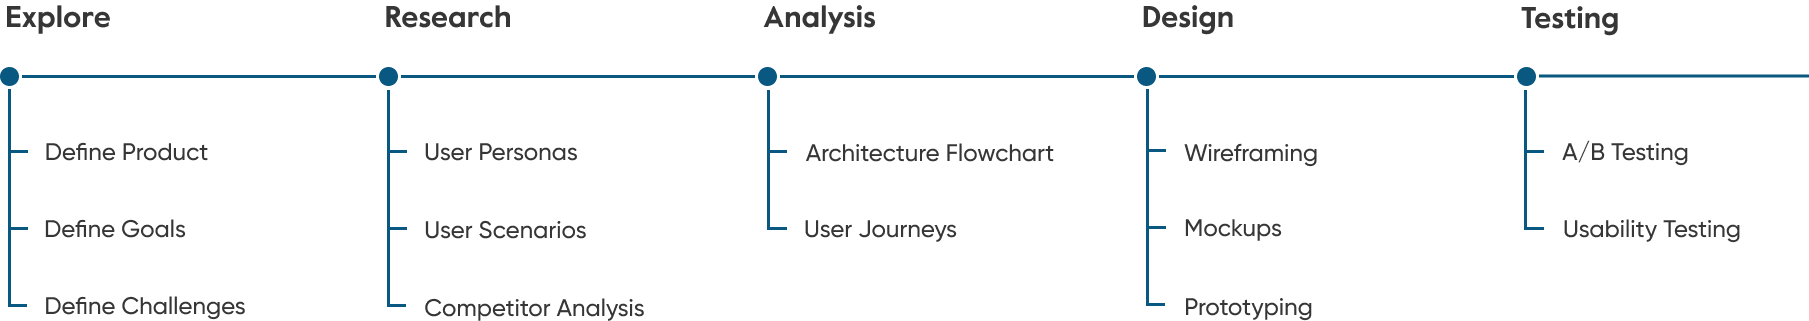 Explore
Define Product
Define Goals
Define Challenges
Research
User Personas
User Scenarios
Competitor Analysis
Analysis
Architecture Flowchart
User Journeys
Design
Wireframing
Mockups
Prototyping
Testing
A/B Testing
Usability Testing